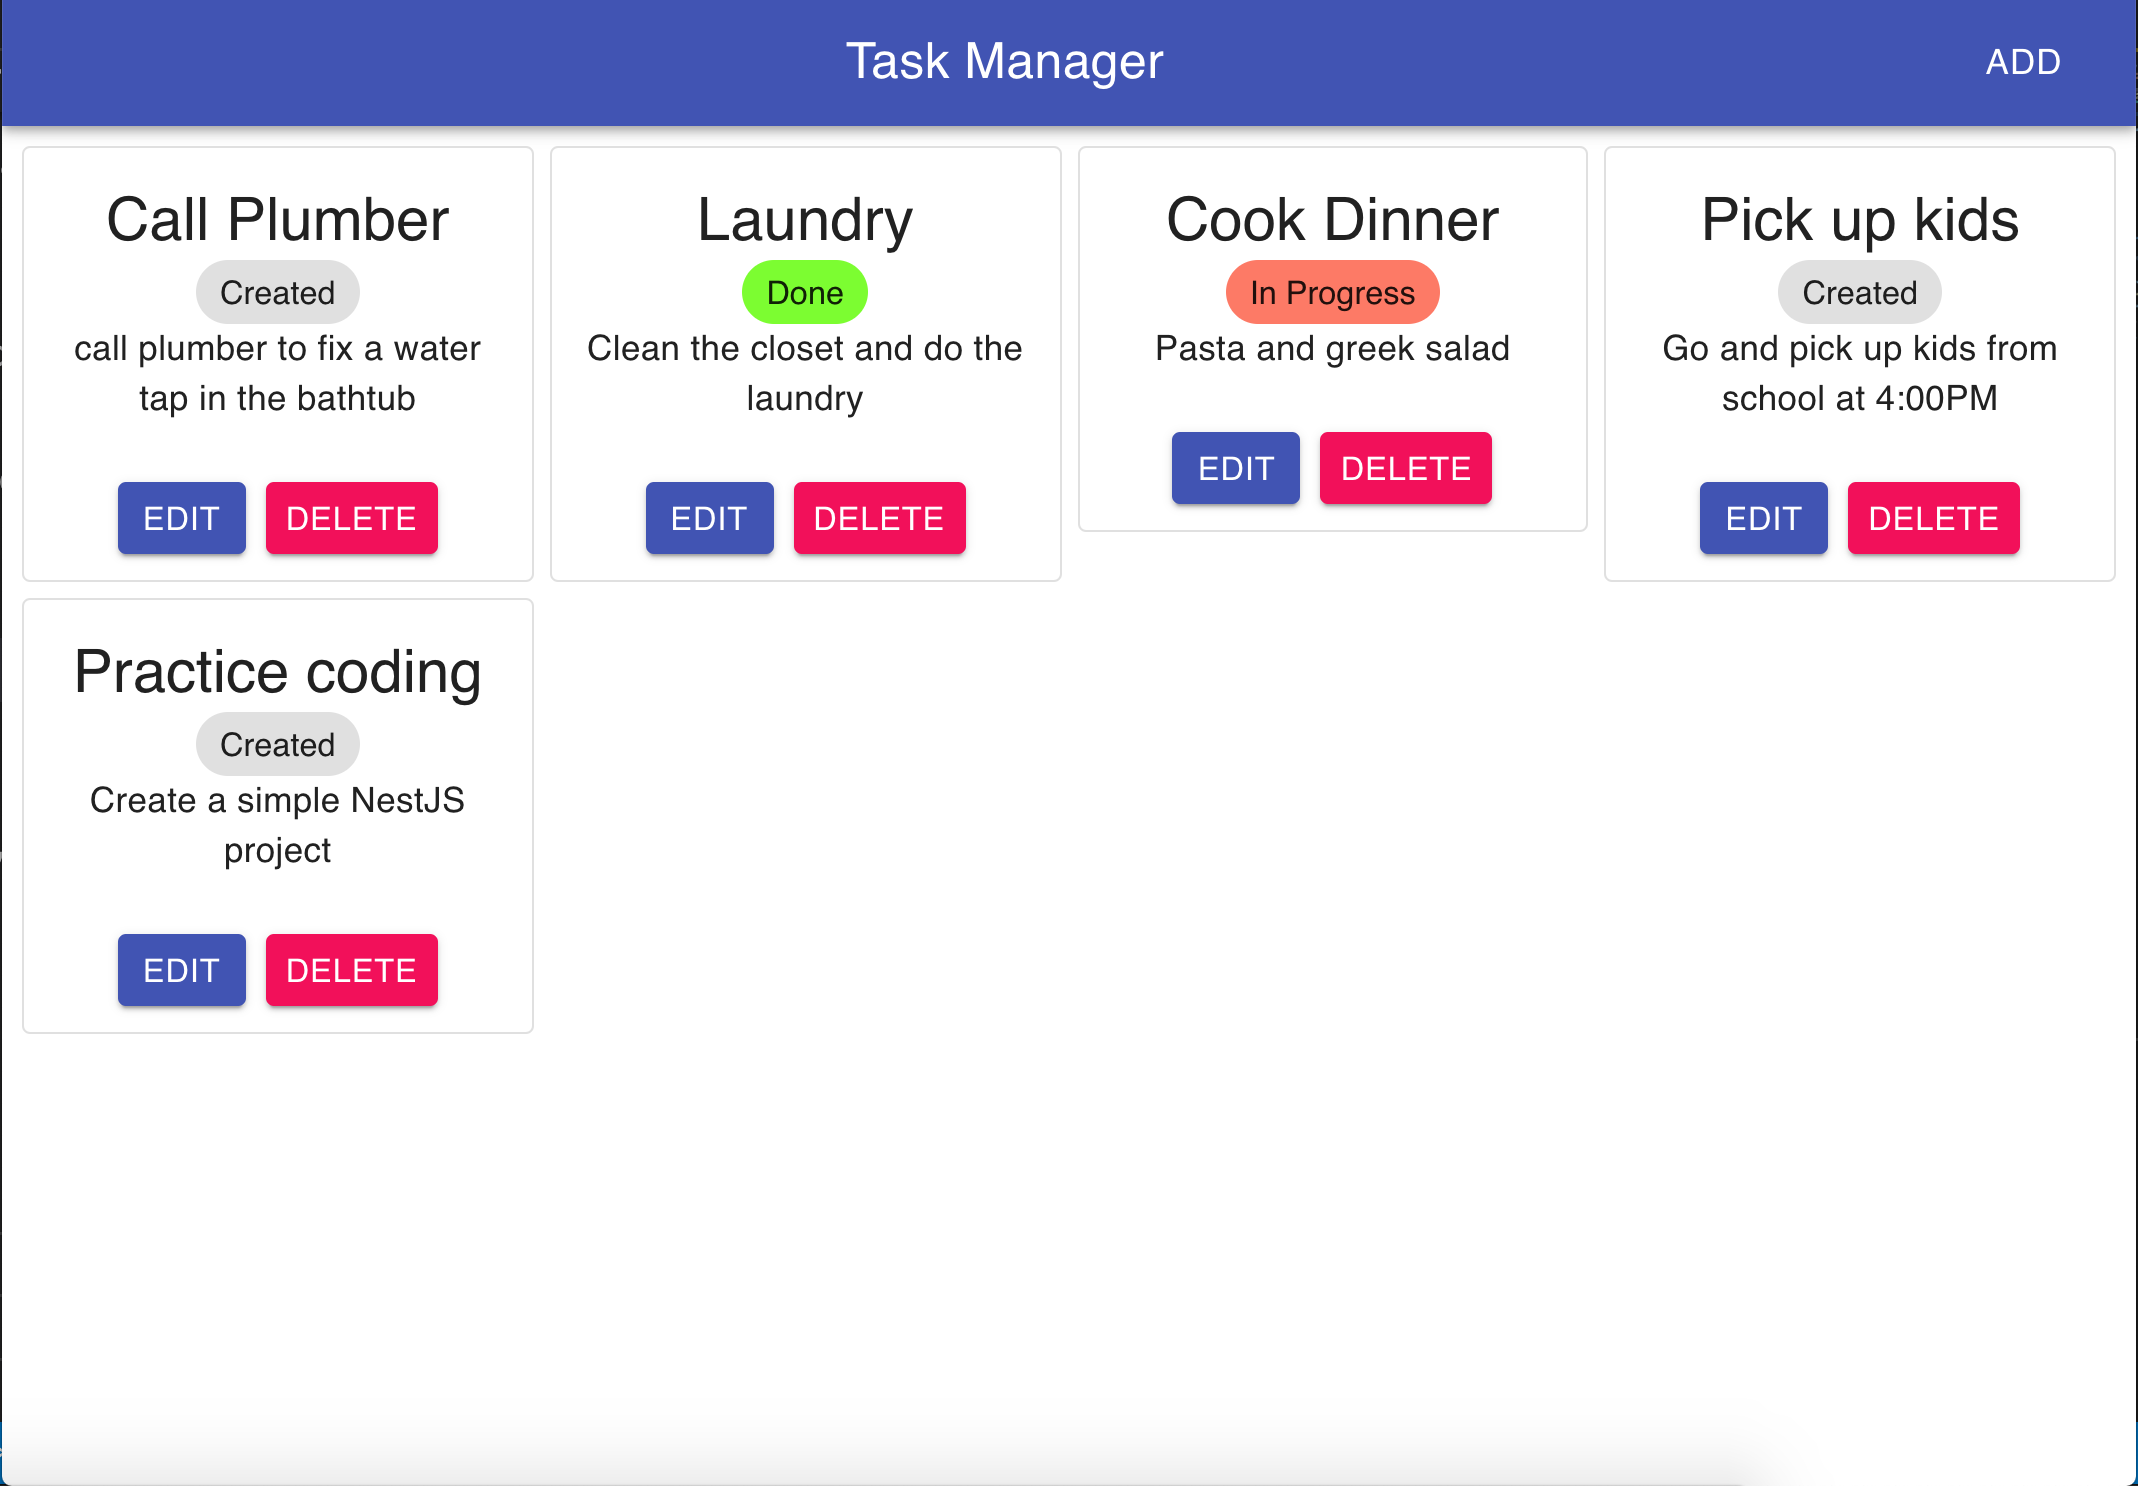 Task Manager
ADD
Call Plumber
Created
call plumber to fix a water
tap in the bathtub
EDIT
DELETE
Laundry
Done
Clean the closet and do the
laundry
EDIT
DELETE
Cook Dinner
In Progress
Pasta and greek salad
EDIT
DELETE
Pick up kids
Created
Go and pick up kids from
school at 4:00PM
EDIT
DELETE
Practice coding
Created
Create a simple NestJS
project
EDIT
DELETE